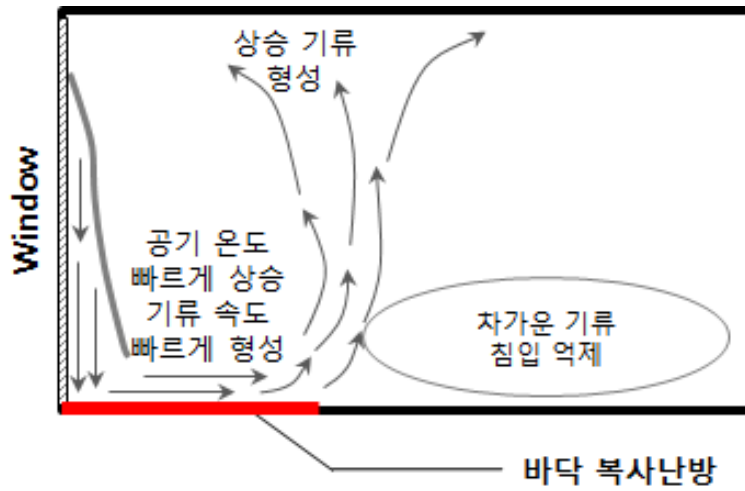 상승 기류
형성
Window
공기 온도
빠르게 상승
기류 속도
빠르게 형성
차가운 기류
침입 억제
바닥 복사난방